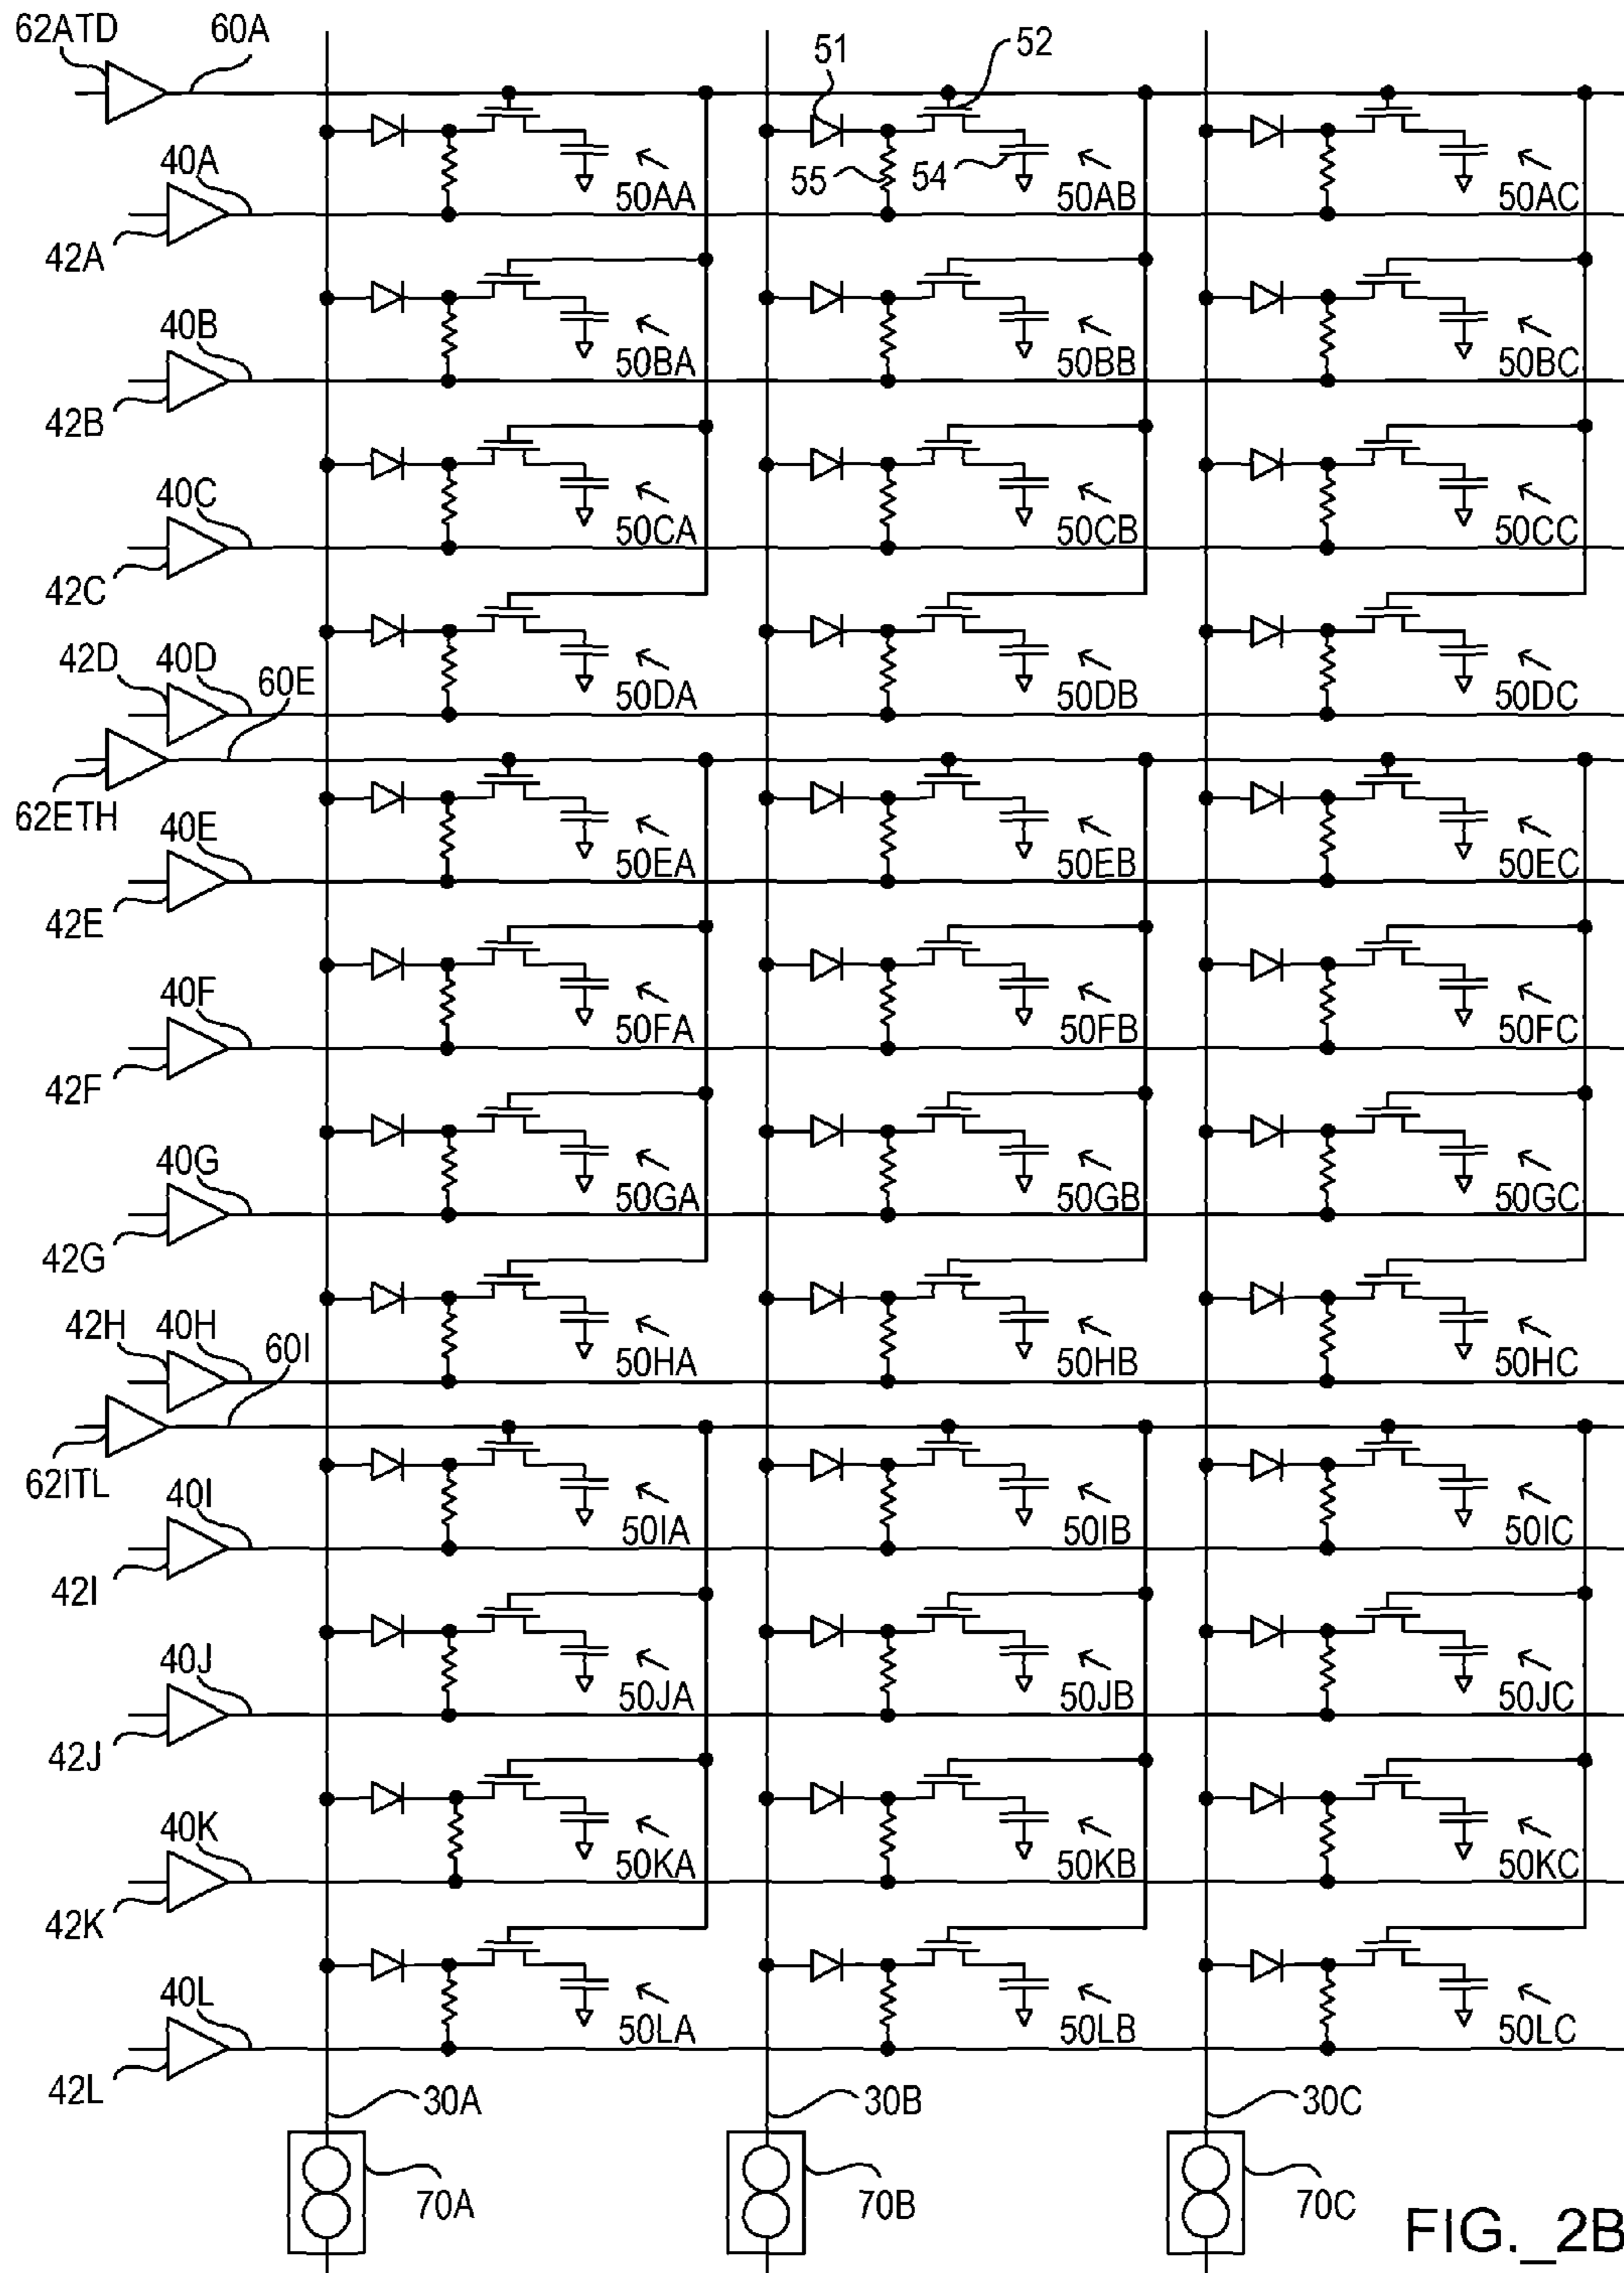 62ATD 60A 51 52
40A 55 54 50AA 50AB 50AC
42A
40B 50BA 50BB 50BC
42B
40C 50CA 50CB 50CC
42C
42D 40D 60E 50DA 50DB 50DC
62ETH 40E 50EA 50EB 50EC
42E
40F 50FA 50FB 50FC
42F
40G 50GA 50GB 50GC
42G
42H 40H 60I 50HA 50HB 50HC
62ITL 40I 50IA 50IB 50IC
42I
40J 50JA 50JB 50JC
42J
40K 50KA 50KB 50KC
42K
40L 50LA 50LB 50LC
42L
30A 30B 30C
70A 70B 70C
FIG._2B